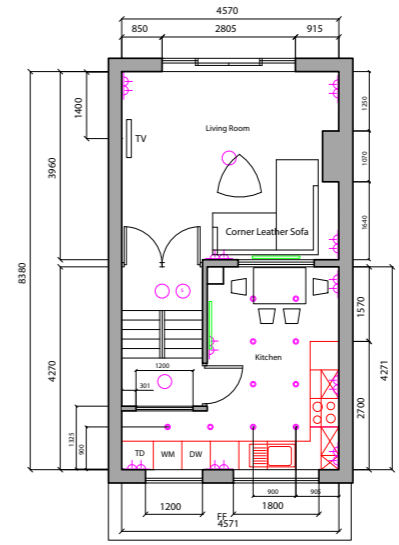 4570
850 2805 915
1400
TV
Living Room
1250
3960
1070
Corner Leather Sofa
1640
8380
1570
Kitchen
4271
4270
1200
301
2700
1325
900
TD WM DW
900 905
1200 1800
FF
4571